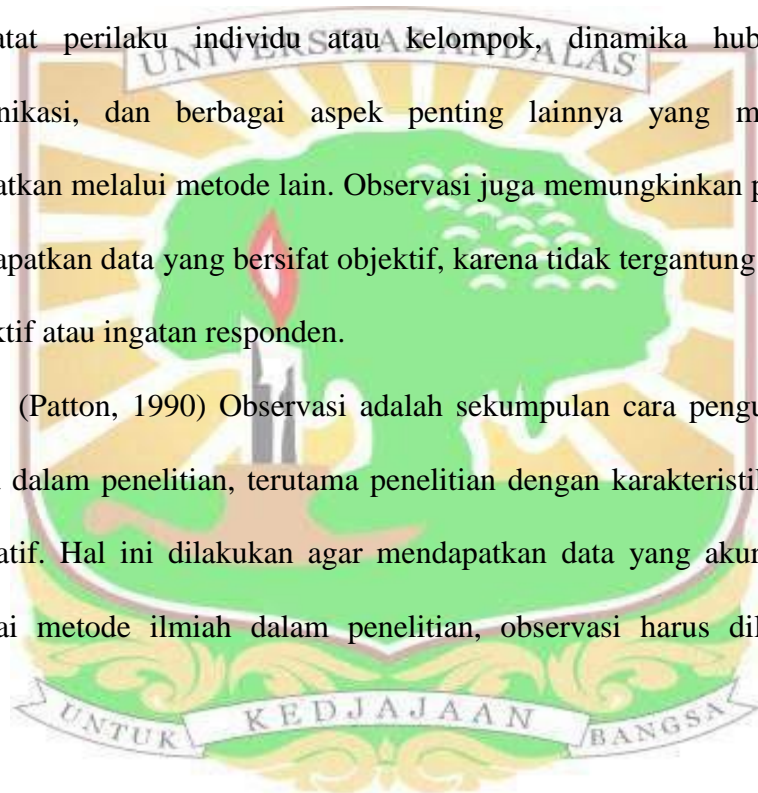 atat perilaku individu atau kelompok, dinamika hub
UNIVERSITAS ANDALAS
nikasi, dan berbagai aspek penting lainnya yang m
atkan melalui metode lain. Observasi juga memungkinkan p
apatkan data yang bersifat objektif, karena tidak tergantung
ktif atau ingatan responden.
(Patton, 1990) Observasi adalah sekumpulan cara pengu
dalam penelitian, terutama penelitian dengan karakteristil
atif. Hal ini dilakukan agar mendapatkan data yang akur
ai metode ilmiah dalam penelitian, observasi harus dil
UNTUK KEDJAJAAN BANGSA